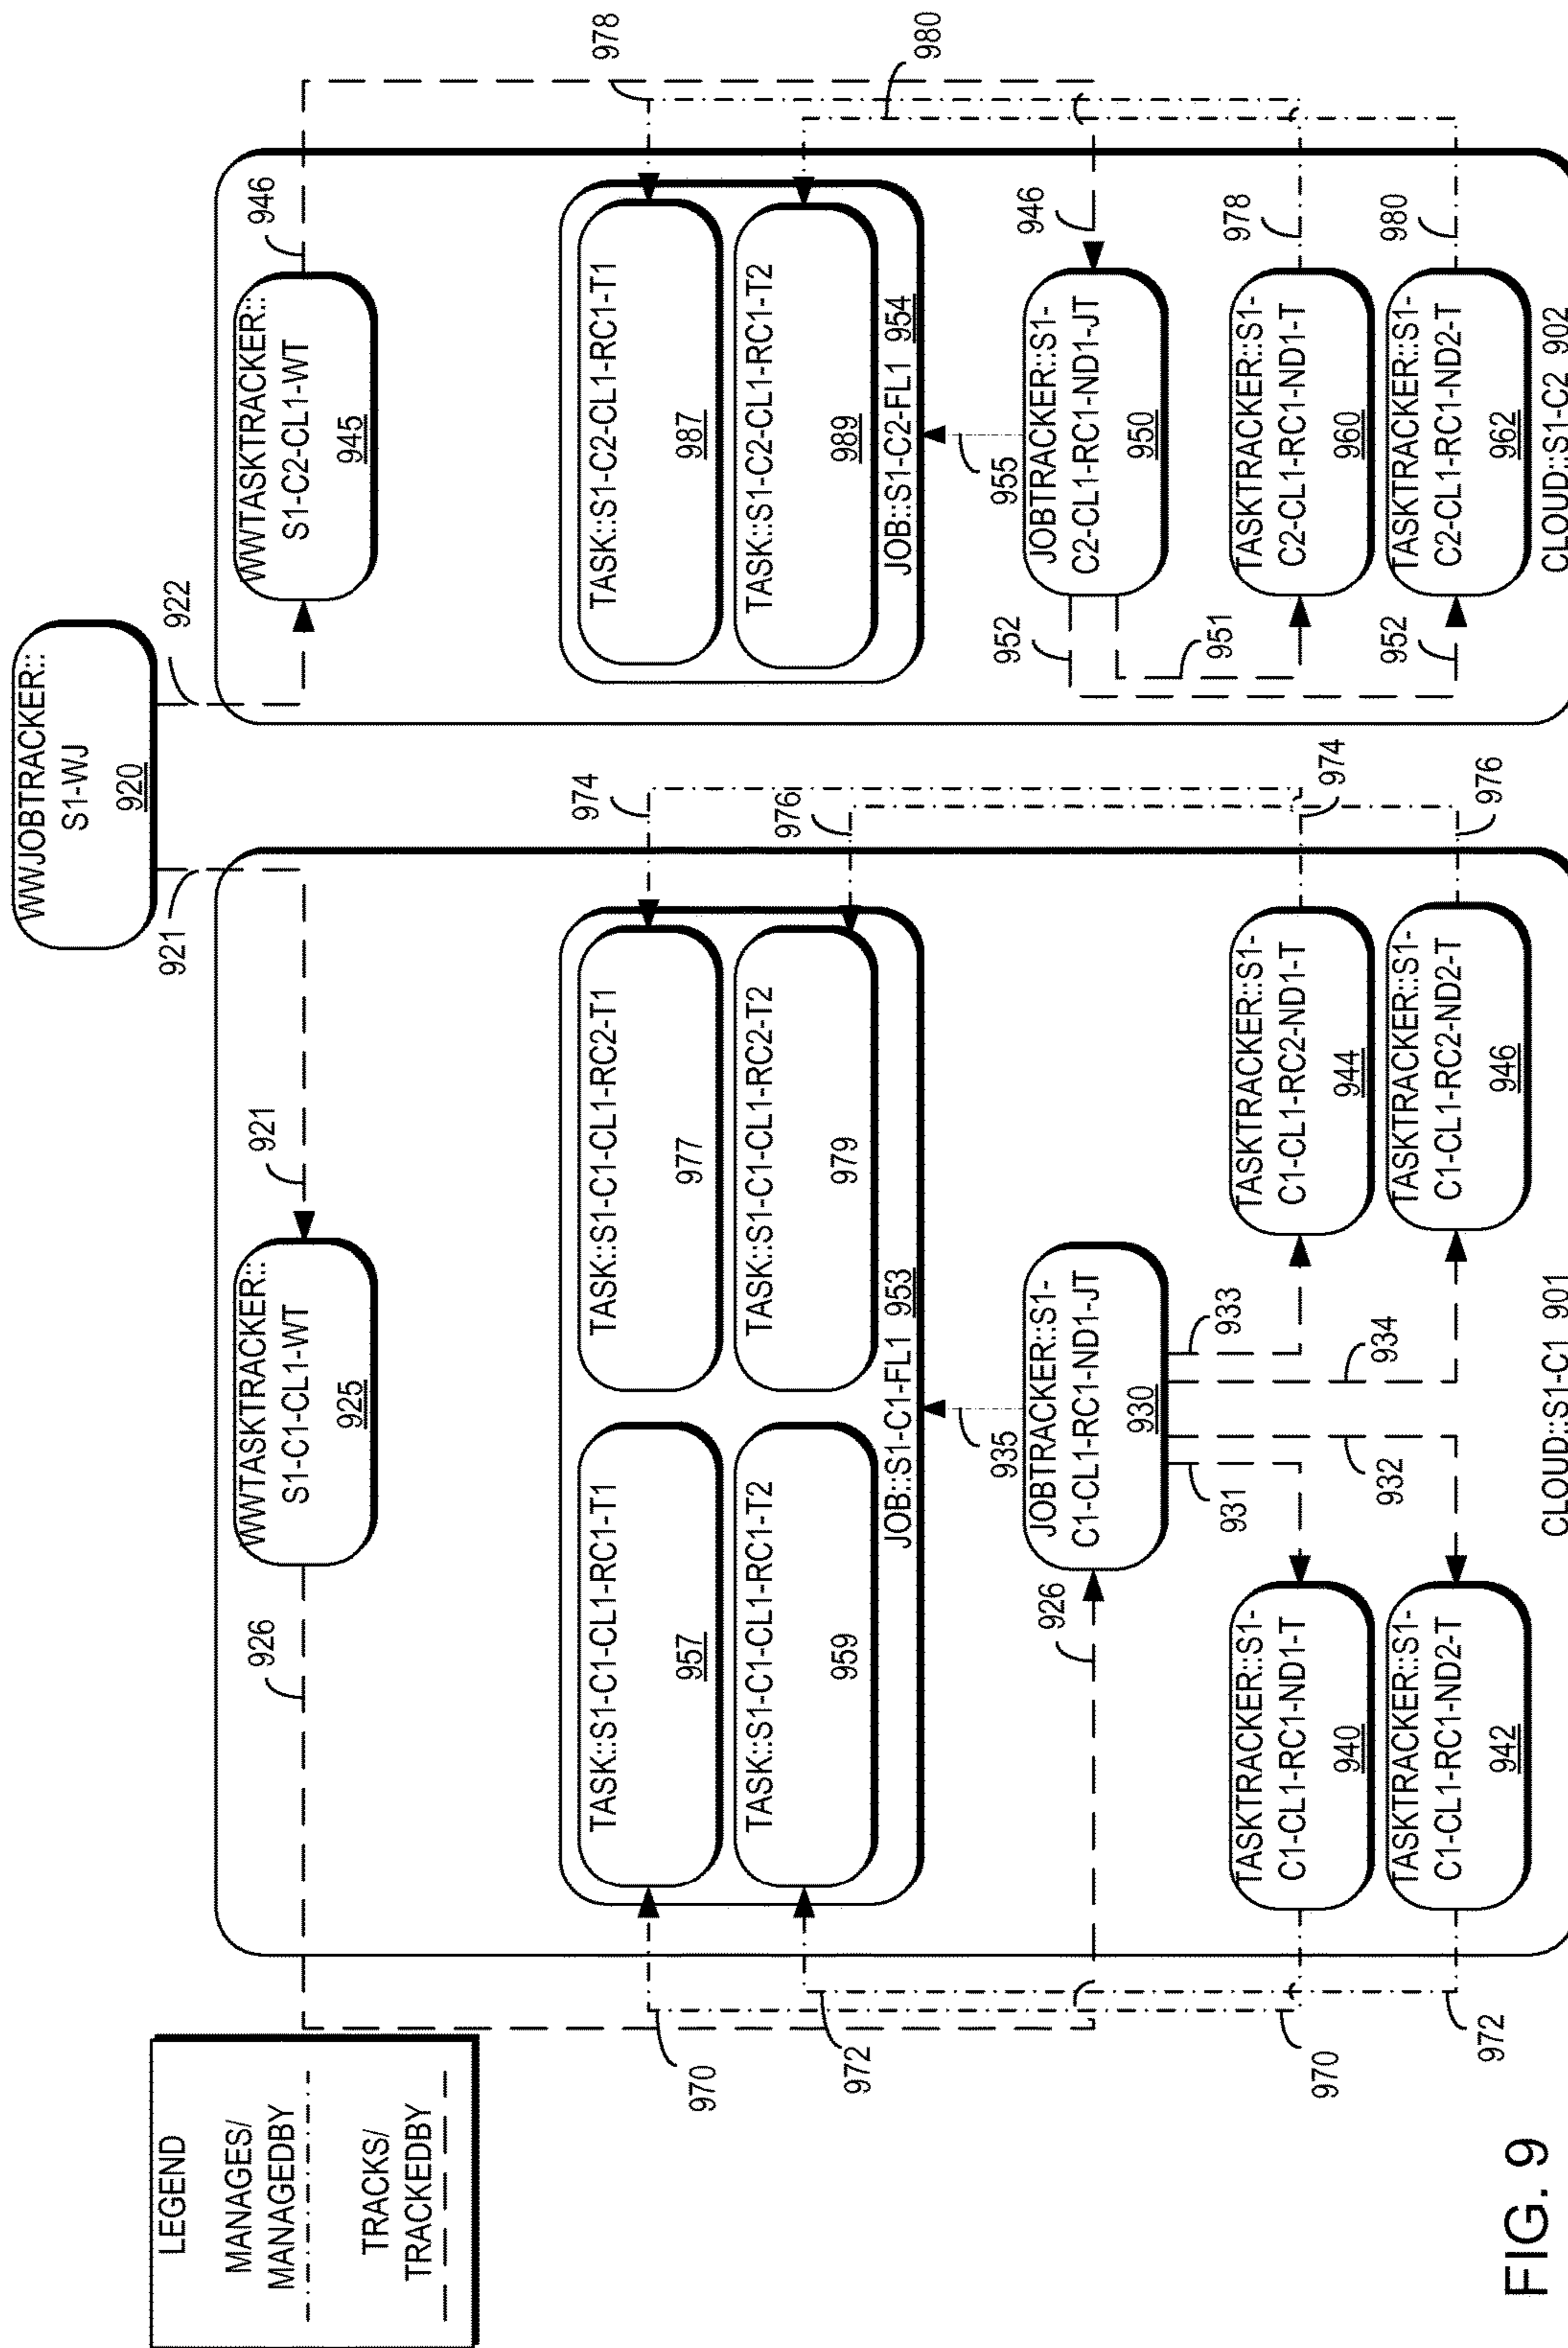 WWJOBTRACKER::
S1-WJ
920
LEGEND
MANAGES/
MANAGEDBY
TRACKS/
TRACKEDBY
921
922
926
WWTASKTRACKER::
S1-C1-CL1-WT
925
921
WWTASKTRACKER::
S1-C2-CL1-WT
945
946
970
972
TASK::S1-C1-CL1-RC1-T1
957
TASK::S1-C1-CL1-RC1-T2
959
TASK::S1-C1-CL1-RC2-T1
977
TASK::S1-C1-CL1-RC2-T2
979
JOB::S1-C1-FL1 953
974
976
TASK::S1-C2-CL1-RC1-T1
987
TASK::S1-C2-CL1-RC1-T2
989
JOB::S1-C2-FL1 954
978
980
926
935
JOBTRACKER::S1-
C1-CL1-RC1-ND1-JT
930
955
952
JOBTRACKER::S1-
C2-CL1-RC1-ND1-JT
950
946
970
972
TASKTRACKER::S1-
C1-CL1-RC1-ND1-T
940
TASKTRACKER::S1-
C1-CL1-RC1-ND2-T
942
931
932
933
934
TASKTRACKER::S1-
C1-CL1-RC2-ND1-T
944
TASKTRACKER::S1-
C1-CL1-RC2-ND2-T
946
974
976
951
952
TASKTRACKER::S1-
C2-CL1-RC1-ND1-T
960
TASKTRACKER::S1-
C2-CL1-RC1-ND2-T
962
978
980
CLOUD::S1-C1 901
CLOUD::S1-C2 902
FIG. 9